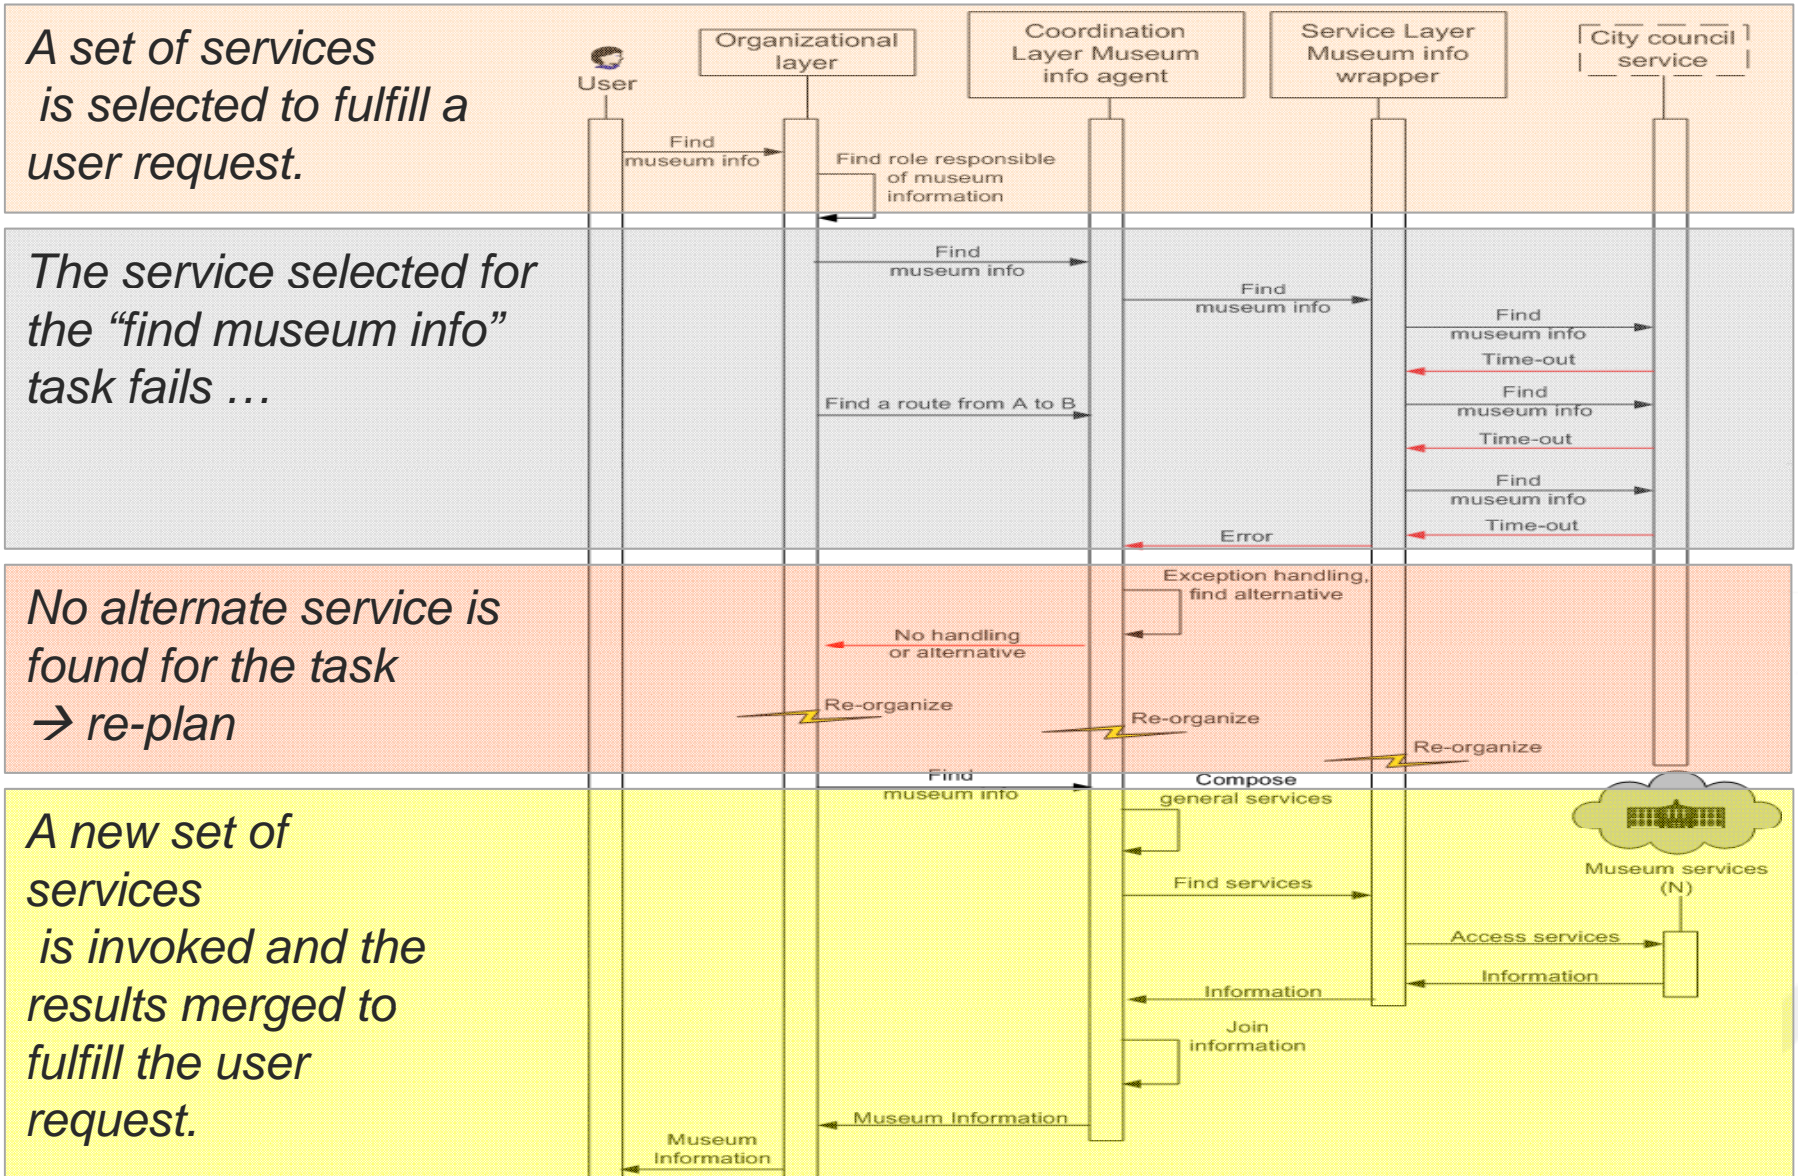 A set of services
is selected to fulfill a
user request.
User
Organizational
layer
Coordination
Layer Museum
info agent
Service Layer
Museum info
wrapper
City council
service
Find
museum info
Find role responsible
of museum
information
The service selected for
the “find museum info”
task fails …
Find
museum info
Find
museum info
Find
museum info
Time-out
Find a route from A to B
Find
museum info
Time-out
Find
museum info
Time-out
Error
No alternate service is
found for the task
→ re-plan
Exception handling,
find alternative
No handling
or alternative
Re-organize
Re-organize
Re-organize
Find
museum info
Compose
general services
A new set of
services
is invoked and the
results merged to
fulfill the user
request.
Museum services
(N)
Find services
Access services
Information
Information
Join
information
Museum Information
Museum
Information